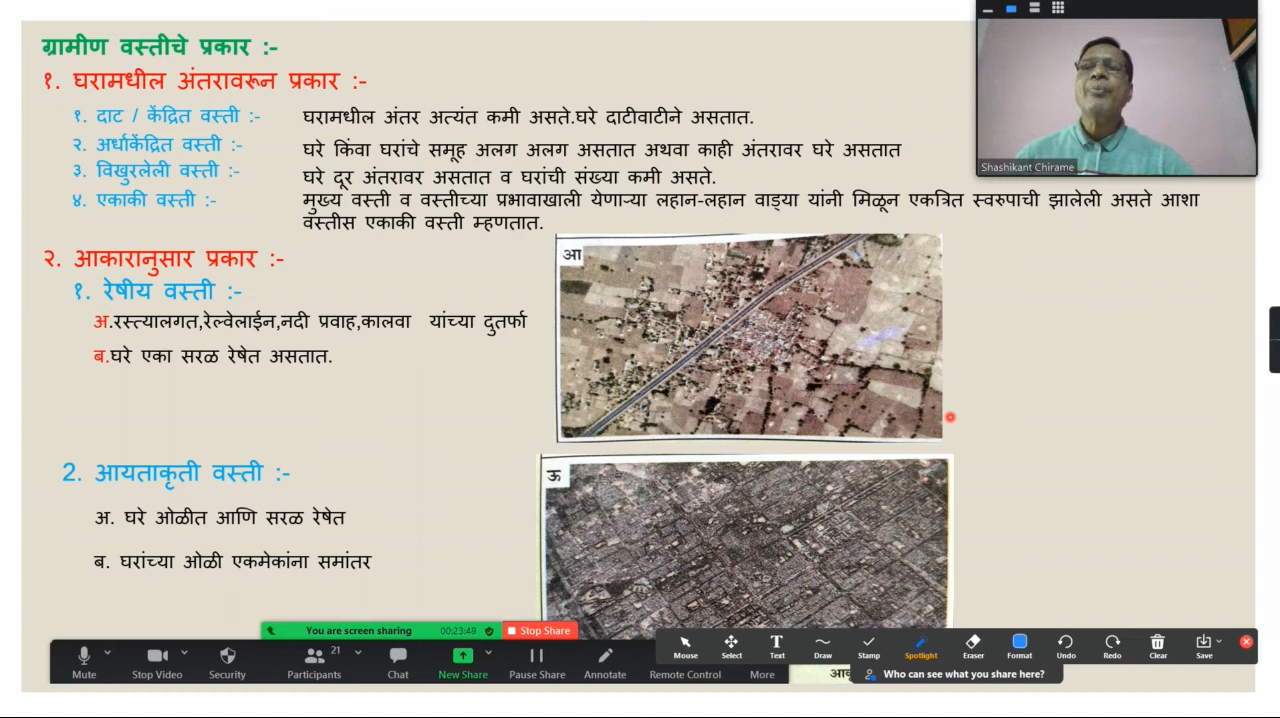 ग्रामीण वस्तीचे प्रकार :-
१. घरामधील अंतरावरून प्रकार :-
१. दाट / केंद्रित वस्ती :- घरामधील अंतर अत्यंत कमी असते.घरे दाटीवाटीने असतात.
२. अर्धाकेंद्रित वस्ती :- घरे किंवा घरांचे समूह अलग अलग असतात अथवा काही अंतरावर घरे असतात
३. विखुरलेली वस्ती :- घरे दूर अंतरावर असतात व घरांची संख्या कमी असते.
४. एकाकी वस्ती :- मुख्य वस्ती व वस्तीच्या प्रभावाखाली येणाऱ्या लहान-लहान वाड्या यांनी मिळून एकत्रित स्वरुपाची झालेली असते आशा
वस्तीस एकाकी वस्ती म्हणतात.
२. आकारानुसार प्रकार :-
१. रेषीय वस्ती :-
अ.रस्त्यालगत,रेल्वेलाईन,नदी प्रवाह,कालवा यांच्या दुतर्फा
ब.घरे एका सरळ रेषेत असतात.
आ
2. आयताकृती वस्ती :-
अ. घरे ओळीत आणि सरळ रेषेत
ब. घरांच्या ओळी एकमेकांना समांतर
ऊ
Shashikant Chirame
You are screen sharing 00:23:49 Stop Share
Mute Stop Video Security Participants 21 Chat New Share Pause Share Annotate Remote Control More
Mouse Select Text Draw Stamp Spotlight Eraser Format Undo Redo Clear Save
Who can see what you share here?